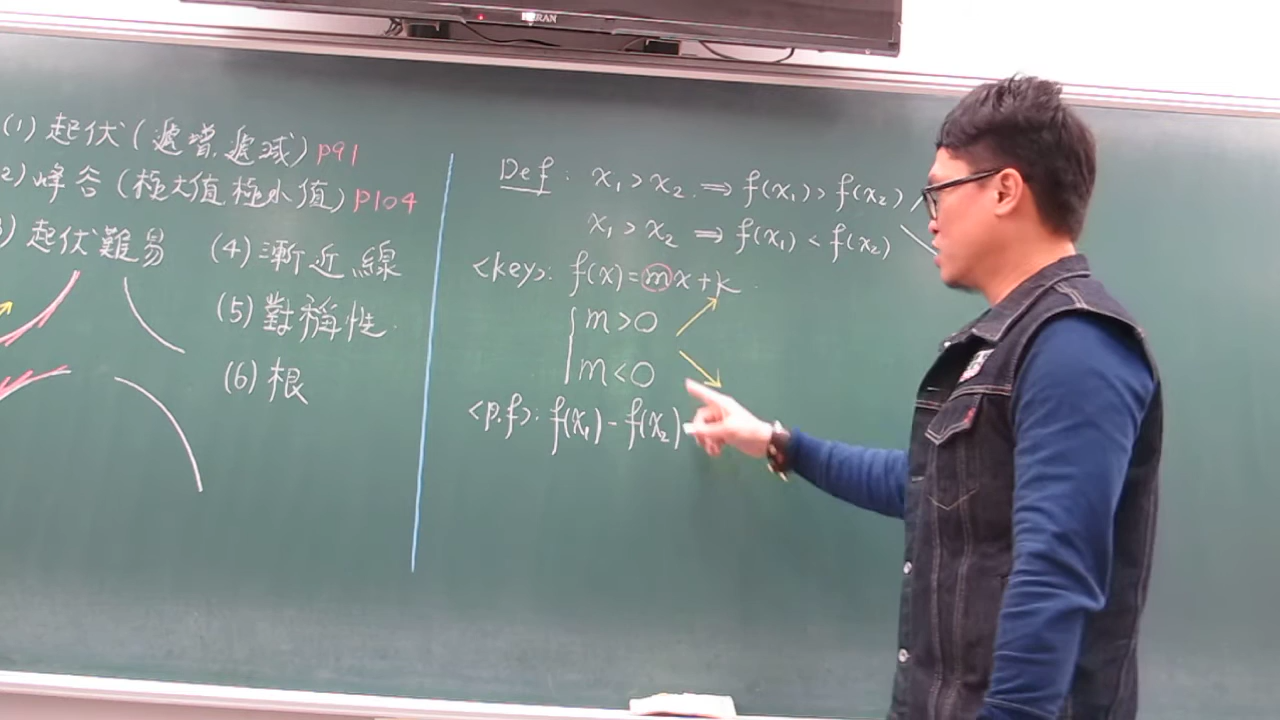 (1) 起伏(遞增,遞減) p91
2) 峰谷(極大值 極小值) p104
) 起伏難易
(4) 漸近線
(5) 對稱性
(6) 根
Def: x₁ > x₂ ⇒ f(x₁) > f(x₂)
x₁ > x₂ ⇒ f(x₁) < f(x₂)
<key>: f(x)=mx+k
m>0
m<0
<p.f>: f(x₁) - f(x₂)